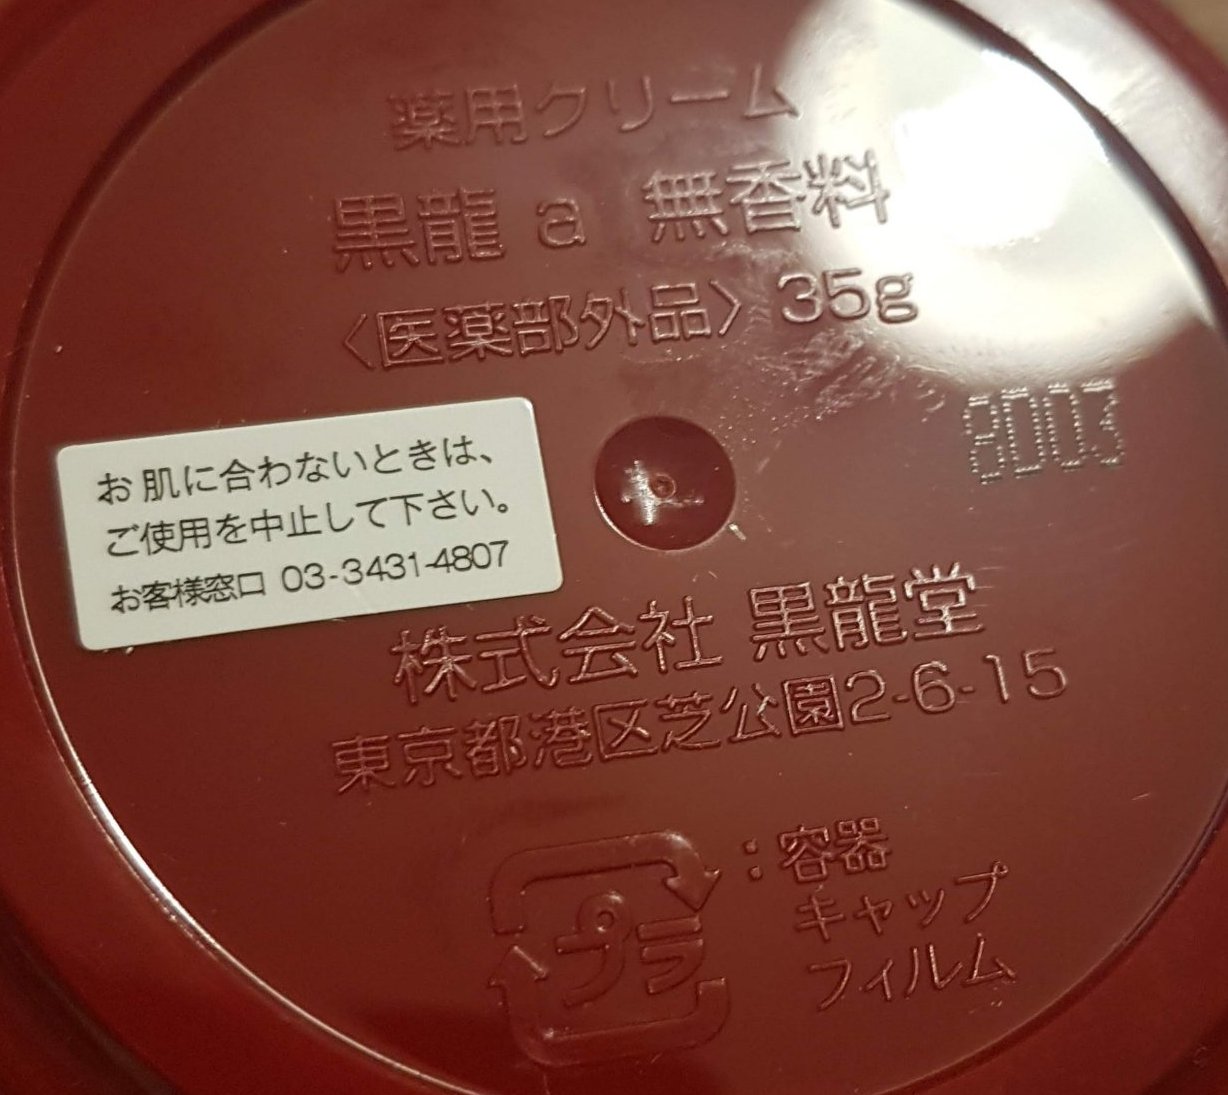 薬用クリーム
黒龍 a 無香料
〈医薬部外品〉35g
8D03
お肌に合わないときは、
ご使用を中止して下さい。
お客様窓口 03-3431-4807
株式会社 黒龍堂
東京都港区芝公園2-6-15
プラ
:容器
キャップ
フィルム